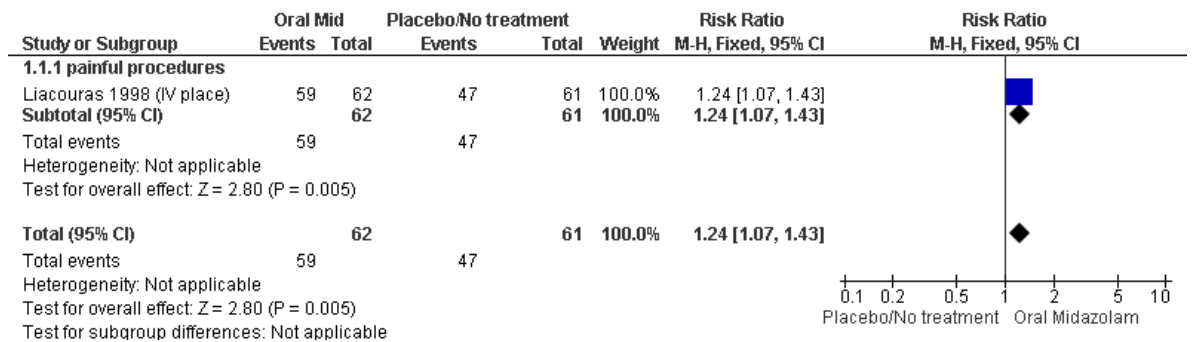 Oral Mid Placebo/No treatment Risk Ratio Risk Ratio
Study or Subgroup Events Total Events Total Weight M-H, Fixed, 95% CI M-H, Fixed, 95% CI
1.1.1 painful procedures
Liacouras 1998 (IV place) 59 62 47 61 100.0% 1.24 [1.07, 1.43]
Subtotal (95% CI) 62 61 100.0% 1.24 [1.07, 1.43]
Total events 59 47
Heterogeneity: Not applicable
Test for overall effect: Z = 2.80 (P = 0.005)
Total (95% CI) 62 61 100.0% 1.24 [1.07, 1.43]
Total events 59 47
Heterogeneity: Not applicable
Test for overall effect: Z = 2.80 (P = 0.005)
Test for subgroup differences: Not applicable
0.1 0.2 0.5 1 2 5 10
Placebo/No treatment Oral Midazolam